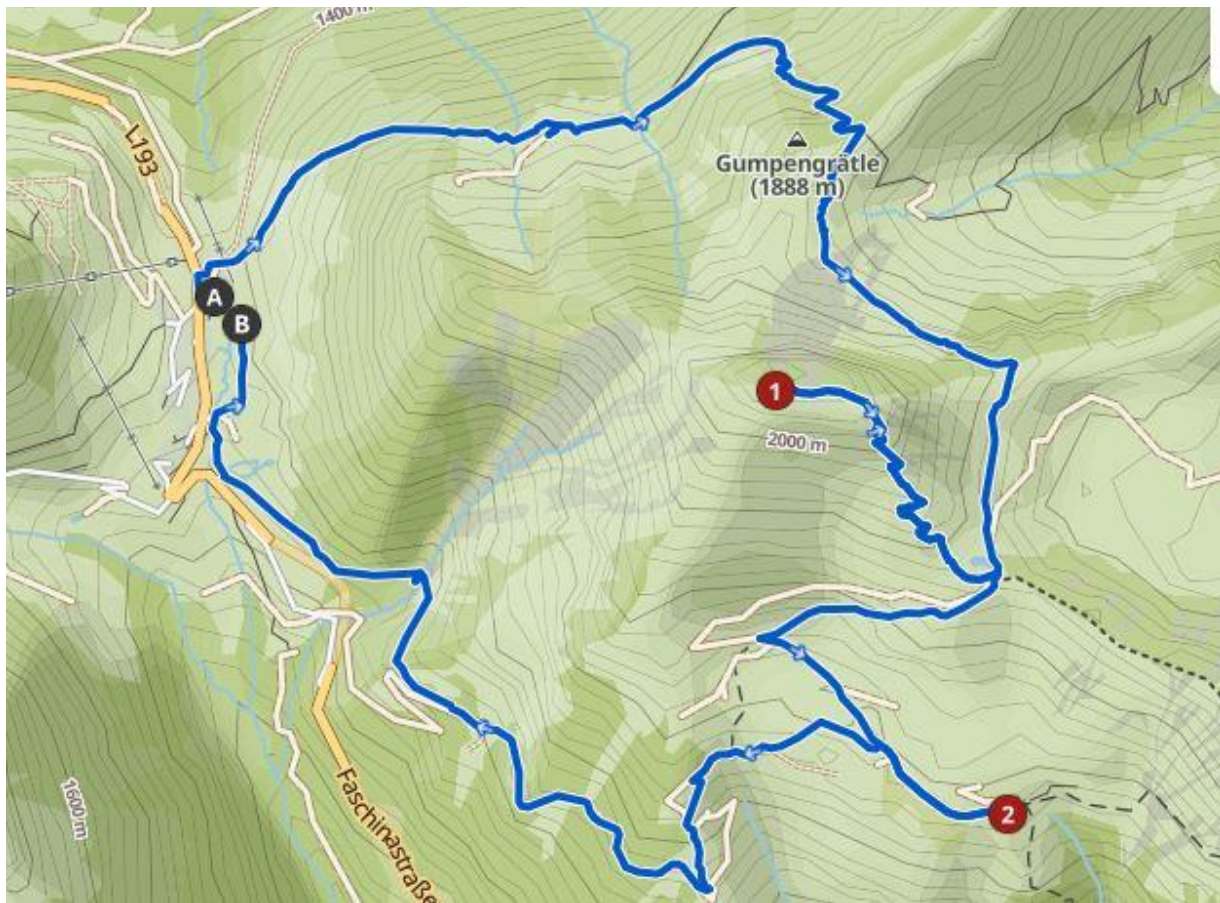 1400 m
L193
Gumpengrätle
(1888 m)
A
B
1
2000 m
2
1600 m
Faschinastraße